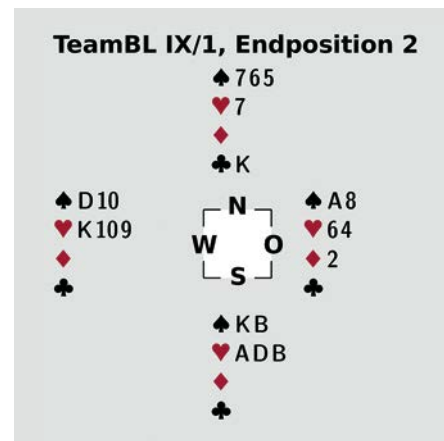 TeamBL IX/1, Endposition 2
♠ 765
♥ 7
♦
♣ K
♠ D10
♥ K109
♦
♣
N
W O
S
♠ A8
♥ 64
♦ 2
♣
♠ KB
♥ ADB
♦
♣